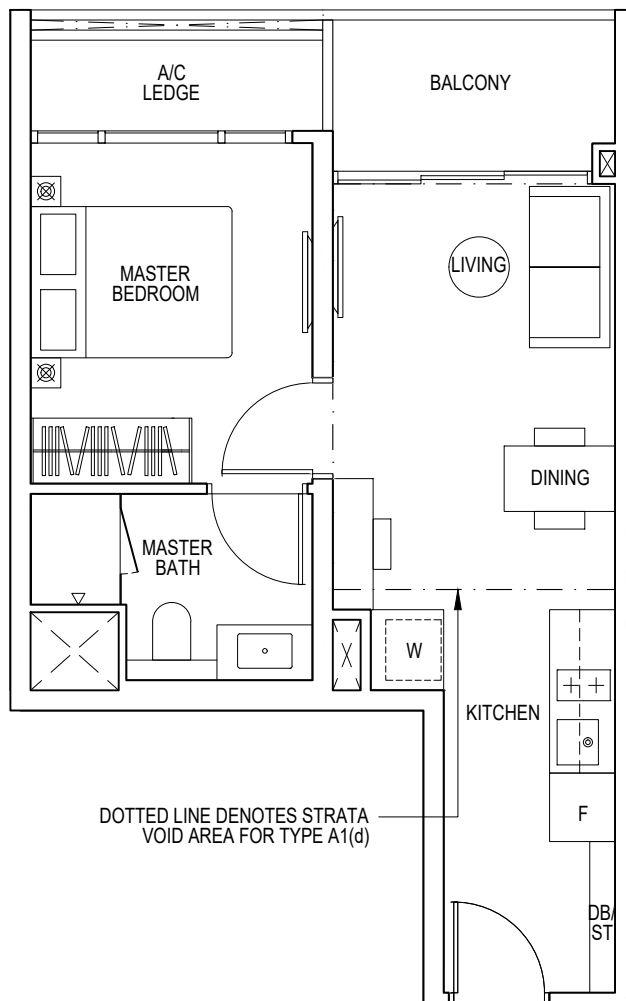 A/C
LEDGE
BALCONY
MASTER
BEDROOM
LIVING
DINING
MASTER
BATH
W
KITCHEN
DOTTED LINE DENOTES STRATA
VOID AREA FOR TYPE A1(d)
F
DB/
ST